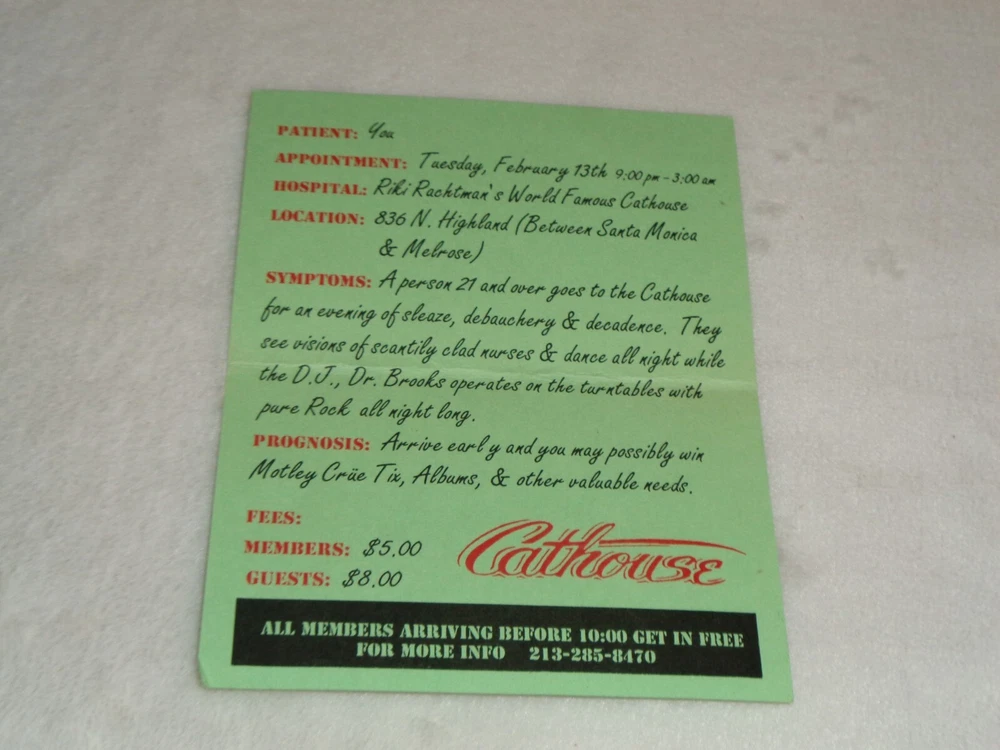 PATIENT: You
APPOINTMENT: Tuesday, February 13th 9:00 pm - 3:00 am
HOSPITAL: Riki Rachtman's World Famous Cathouse
LOCATION: 836 N. Highland (Between Santa Monica
& Melrose)
SYMPTOMS: A person 21 and over goes to the Cathouse
for an evening of sleaze, debauchery & decadence. They
see visions of scantily clad nurses & dance all night while
the D.J., Dr. Brooks operates on the turntables with
pure Rock all night long.
PROGNOSIS: Arrive early and you may possibly win
Motley Crüe Tix, Albums, & other valuable needs.
FEES:
MEMBERS: $5.00
GUESTS: $8.00
Cathouse
ALL MEMBERS ARRIVING BEFORE 10:00 GET IN FREE
FOR MORE INFO 213-285-8470